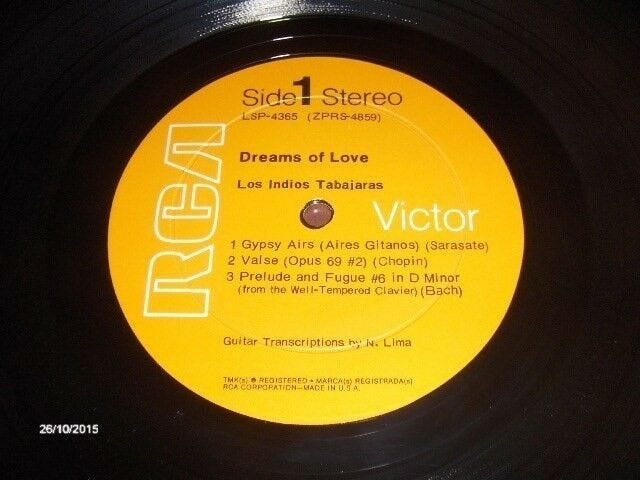 Side 1 Stereo
LSP-4365 (ZPRS-4859)
Dreams of Love
Los Indios Tabajaras
RCA
Victor
1 Gypsy Airs (Aires Gitanos) (Sarasate)
2 Valse (Opus 69 #2) (Chopin)
3 Prelude and Fugue #6 in D Minor
(from the Well-Tempered Clavier) (Bach)
Guitar Transcriptions by N. Lima
TMK(s) ® REGISTERED • MARCA(s) REGISTRADA(s)
RCA CORPORATION—MADE IN U.S.A.
26/10/2015